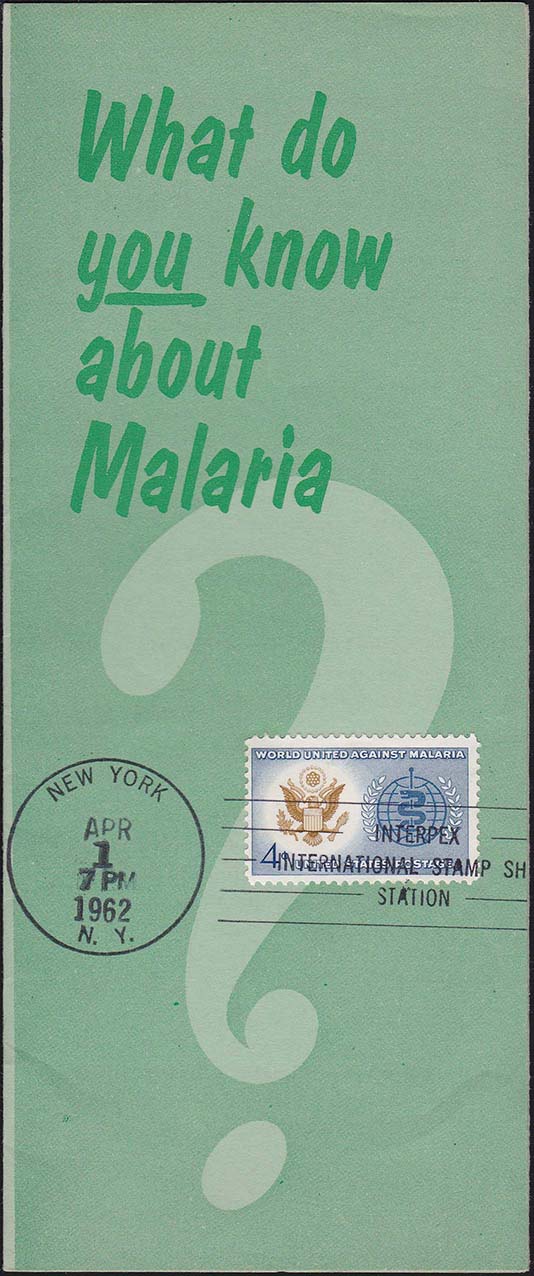 What do
you know
about
Malaria
?
WORLD UNITED AGAINST MALARIA
4¢
NEW YORK
APR
1
7 PM
1962
N. Y.
INTERPEX
INTERNATIONAL STAMP SH
STATION